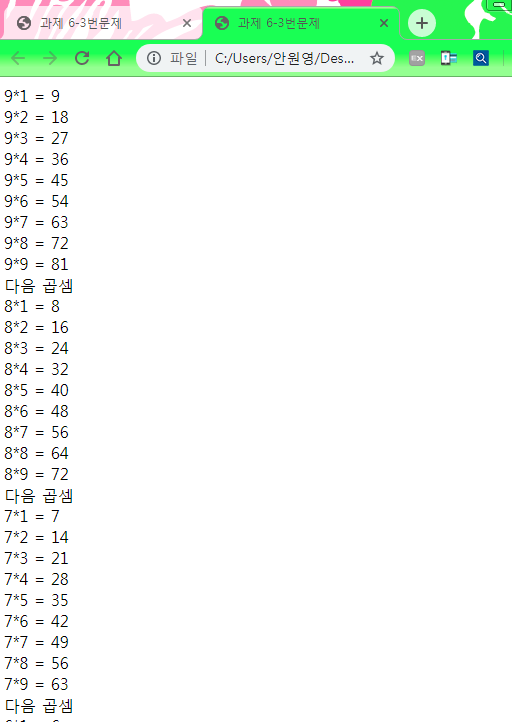 과제 6-3번문제
과제 6-3번문제
파일 C:/Users/안원영/Des...
9*1 = 9
9*2 = 18
9*3 = 27
9*4 = 36
9*5 = 45
9*6 = 54
9*7 = 63
9*8 = 72
9*9 = 81
다음 곱셈
8*1 = 8
8*2 = 16
8*3 = 24
8*4 = 32
8*5 = 40
8*6 = 48
8*7 = 56
8*8 = 64
8*9 = 72
다음 곱셈
7*1 = 7
7*2 = 14
7*3 = 21
7*4 = 28
7*5 = 35
7*6 = 42
7*7 = 49
7*8 = 56
7*9 = 63
다음 곱셈